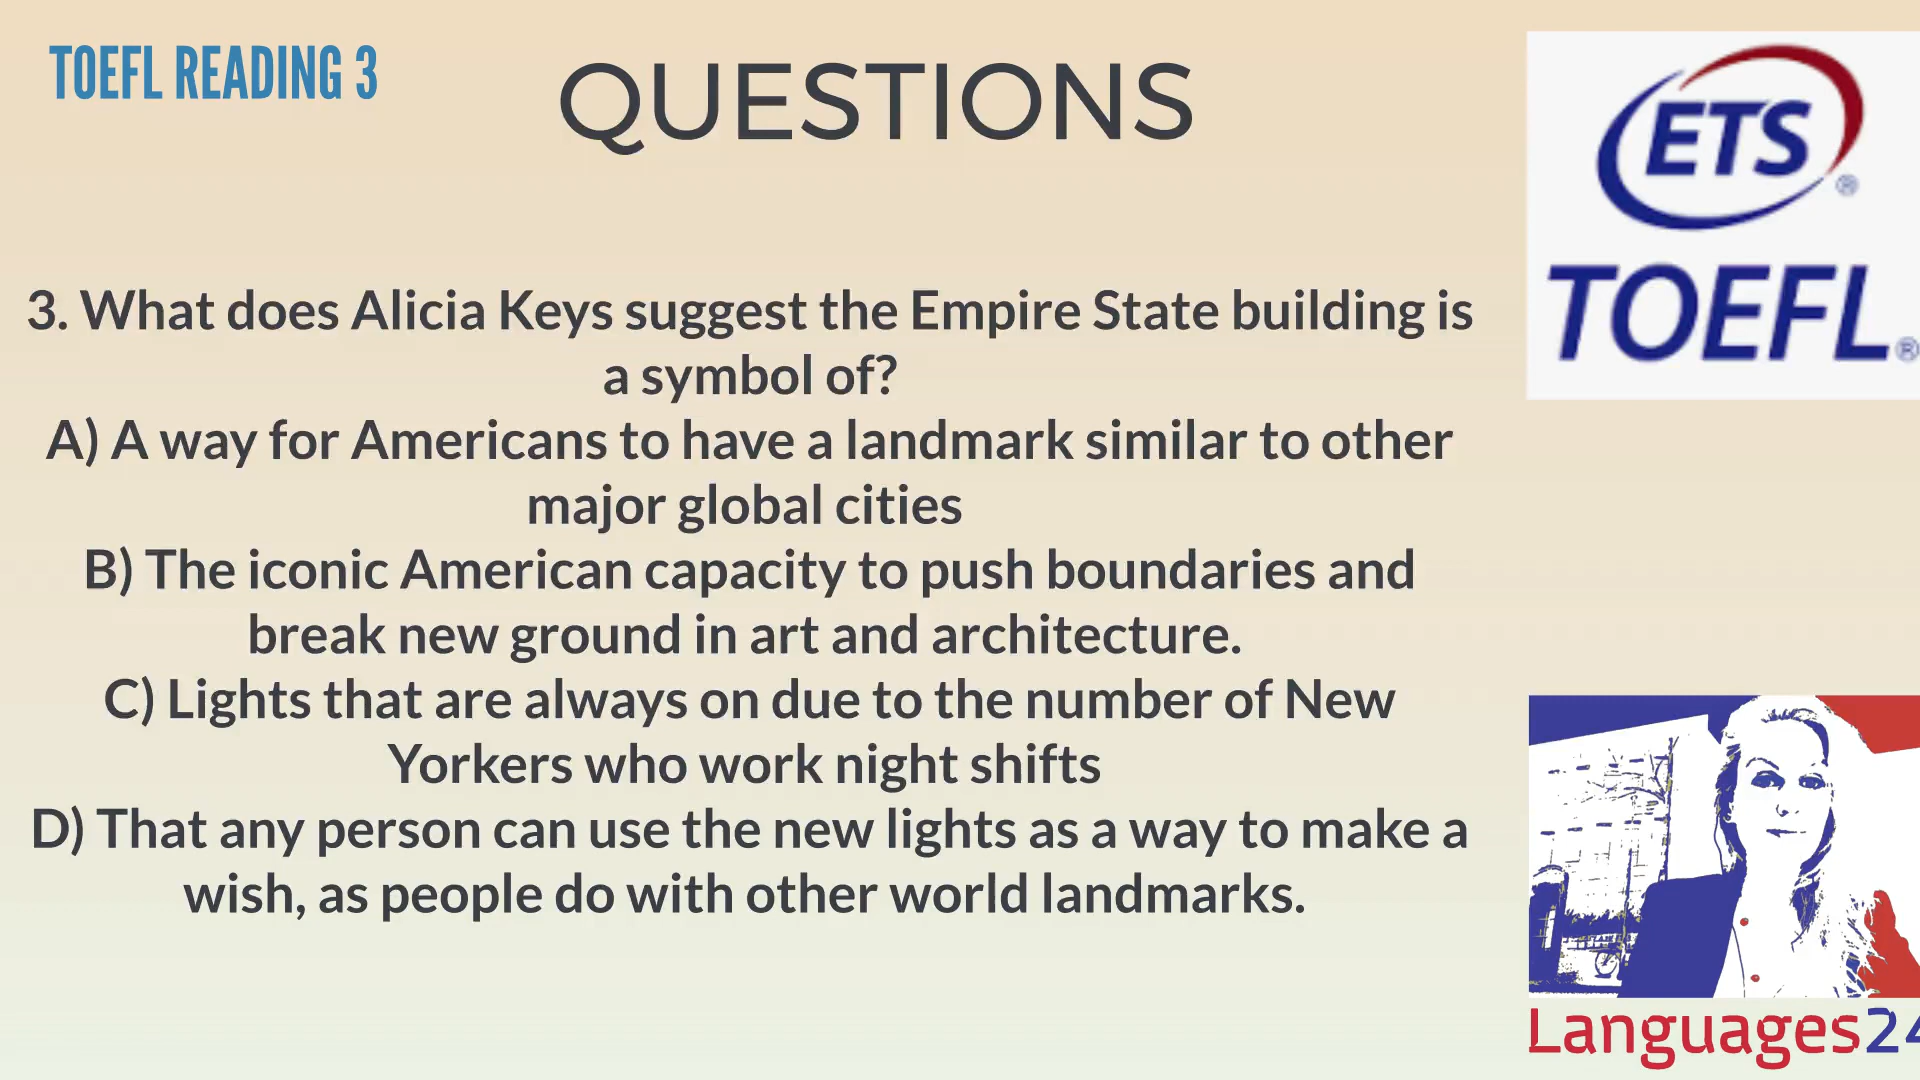 TOEFL READING 3
QUESTIONS
3. What does Alicia Keys suggest the Empire State building is
a symbol of?
A) A way for Americans to have a landmark similar to other
major global cities
B) The iconic American capacity to push boundaries and
break new ground in art and architecture.
C) Lights that are always on due to the number of New
Yorkers who work night shifts
D) That any person can use the new lights as a way to make a
wish, as people do with other world landmarks.
ETS®
TOEFL®
Languages24